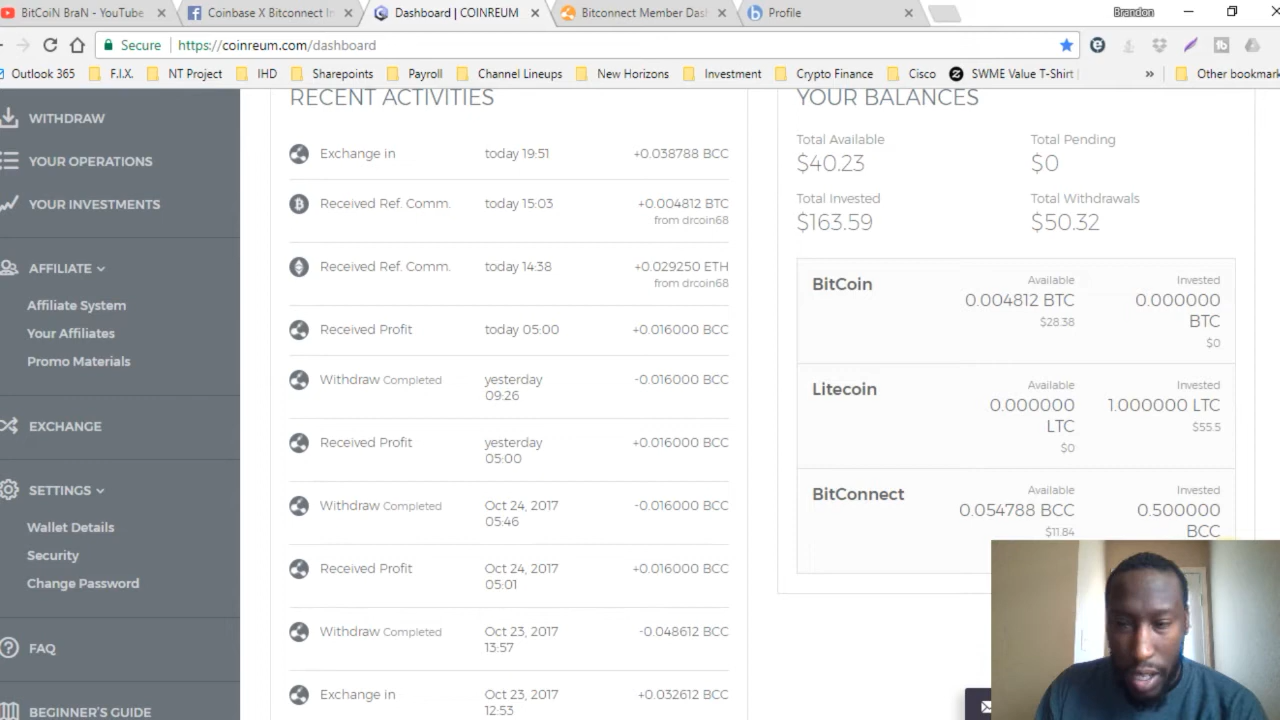 BitCoiN BraN - YouTube
Coinbase X Bitconnect In
Dashboard | COINREUM
Bitconnect Member Das
Profile
Brandon
Secure
https://coinreum.com/dashboard
Outlook 365
F.I.X.
NT Project
IHD
Sharepoints
Payroll
Channel Lineups
New Horizons
Investment
Crypto Finance
Cisco
SWME Value T-Shirt
»
Other bookmar
WITHDRAW
YOUR OPERATIONS
YOUR INVESTMENTS
AFFILIATE
Affiliate System
Your Affiliates
Promo Materials
EXCHANGE
SETTINGS
Wallet Details
Security
Change Password
FAQ
BEGINNER'S GUIDE
RECENT ACTIVITIES
Exchange in today 19:51 +0.038788 BCC
Received Ref. Comm. today 15:03 +0.004812 BTC
from drcoin68
Received Ref. Comm. today 14:38 +0.029250 ETH
from drcoin68
Received Profit today 05:00 +0.016000 BCC
Withdraw Completed yesterday -0.016000 BCC
09:26
Received Profit yesterday +0.016000 BCC
05:00
Withdraw Completed Oct 24, 2017 -0.016000 BCC
05:46
Received Profit Oct 24, 2017 +0.016000 BCC
05:01
Withdraw Completed Oct 23, 2017 -0.048612 BCC
13:57
Exchange in Oct 23, 2017 +0.032612 BCC
12:53
YOUR BALANCES
Total Available Total Pending
$40.23 $0
Total Invested Total Withdrawals
$163.59 $50.32
BitCoin
Available Invested
0.004812 BTC 0.000000
BTC
$28.38
$0
Litecoin
Available Invested
0.000000 1.000000 LTC
LTC
$55.5
$0
BitConnect
Available Invested
0.054788 BCC 0.500000
BCC
$11.84